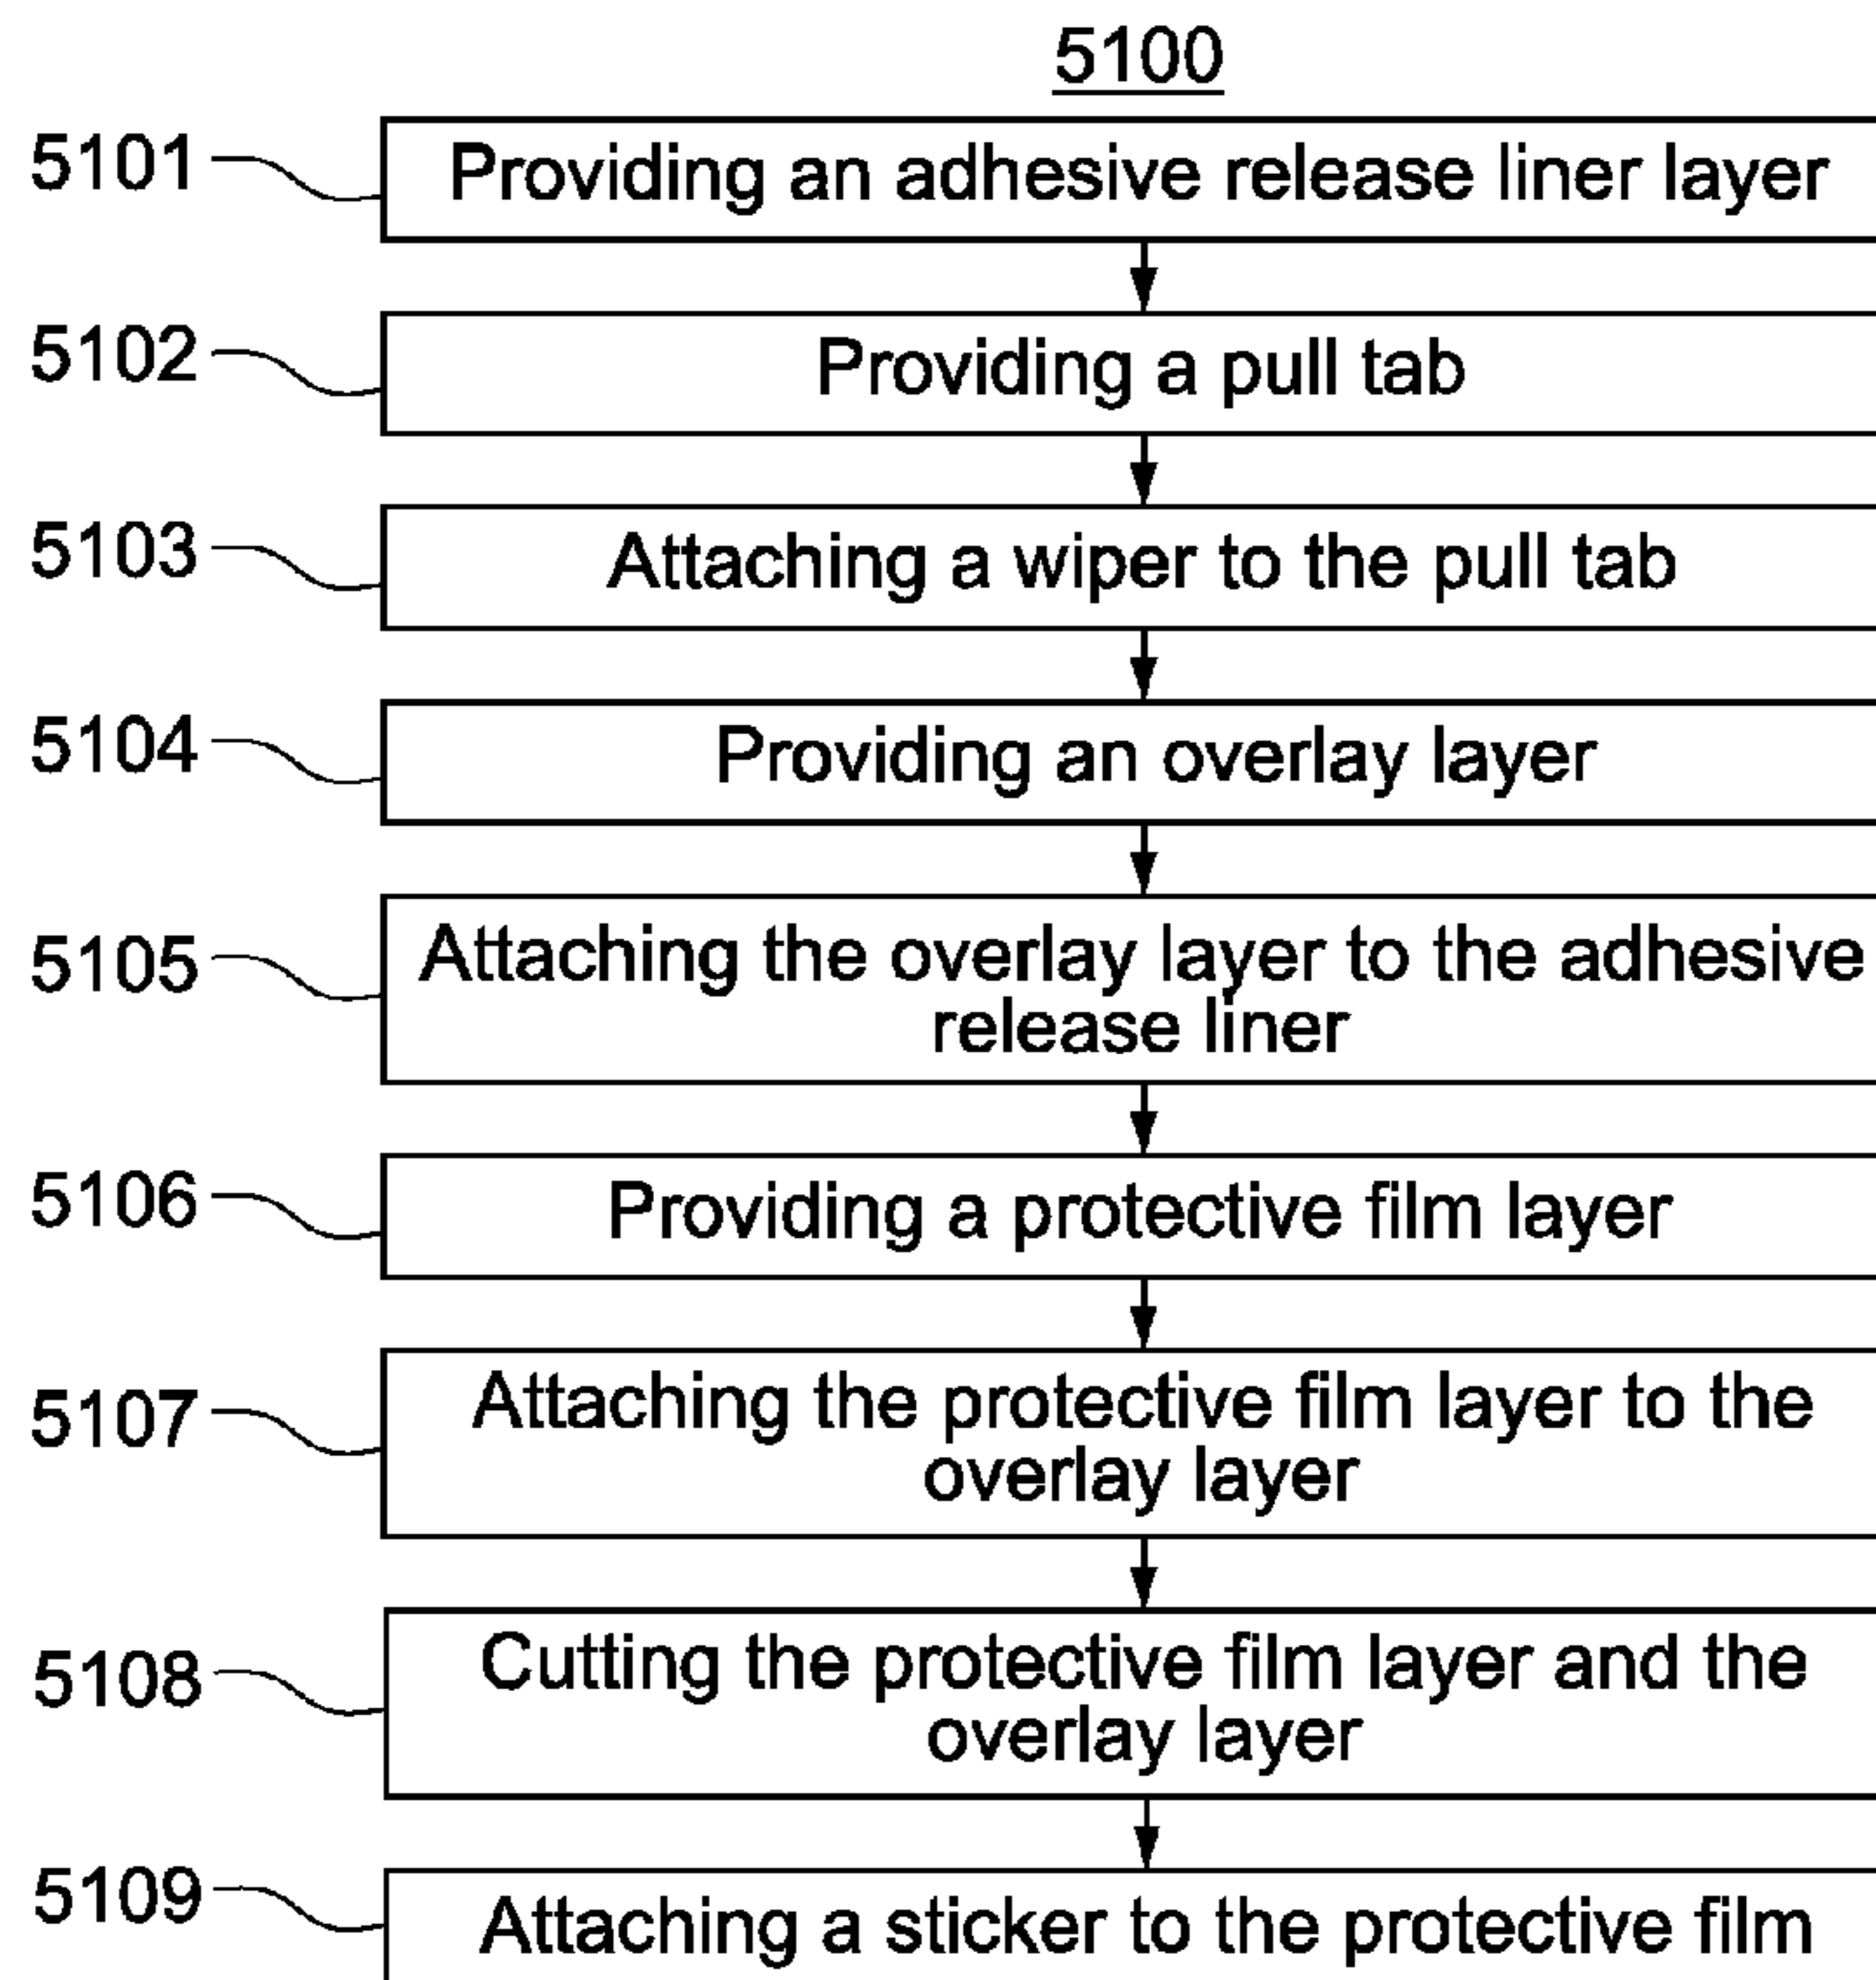 5100
5101 Providing an adhesive release liner layer
5102 Providing a pull tab
5103 Attaching a wiper to the pull tab
5104 Providing an overlay layer
5105 Attaching the overlay layer to the adhesive
release liner
5106 Providing a protective film layer
5107 Attaching the protective film layer to the
overlay layer
5108 Cutting the protective film layer and the
overlay layer
5109 Attaching a sticker to the protective film